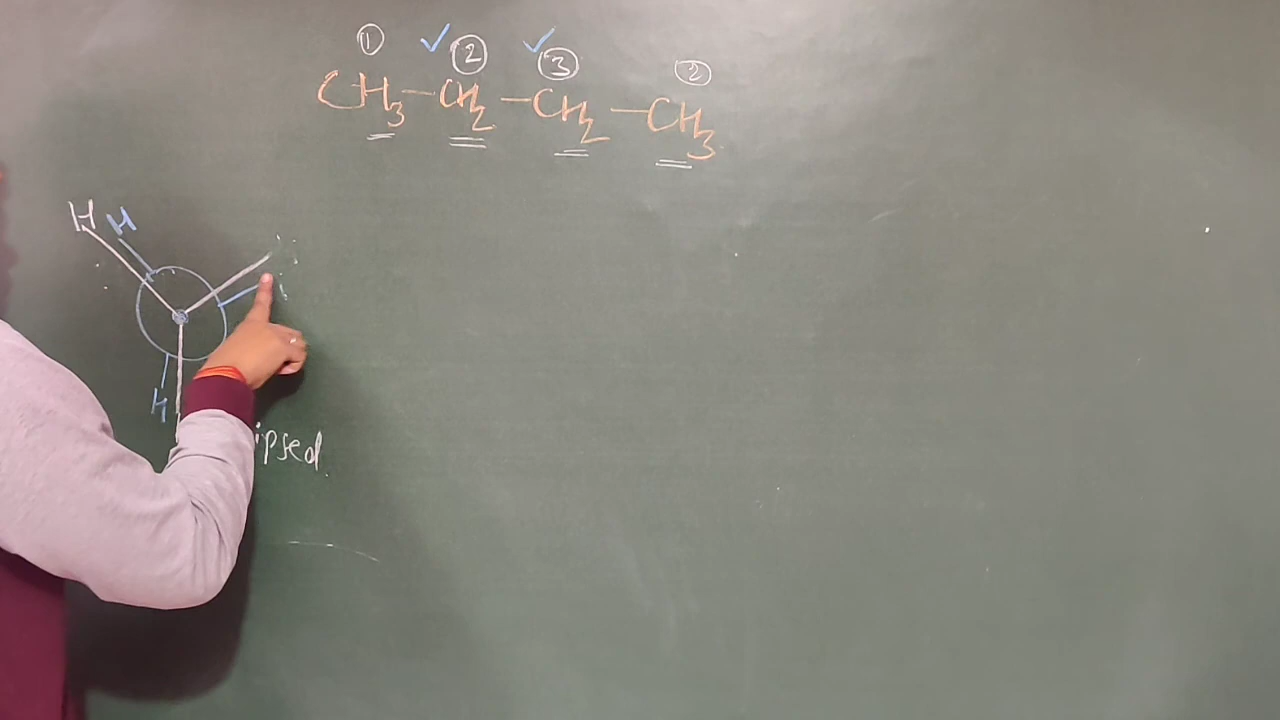 ① ② ③ ②
CH₃ — CH₂ — CH₂ — CH₃
H H
H
ipsed